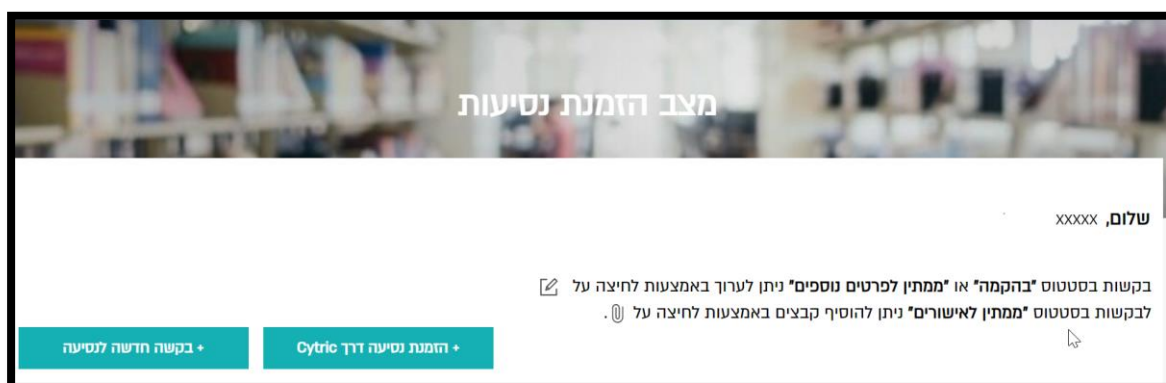 מצב הזמנת נסיעות
שלום, xxxxx
בקשות בסטטוס "בהקמה" או "ממתין לפרטים נוספים" ניתן לערוך באמצעות לחיצה על
לבקשות בסטטוס "ממתין לאישורים" ניתן להוסיף קבצים באמצעות לחיצה על .
+ הזמנת נסיעה דרך Cytric
+ בקשה חדשה לנסיעה